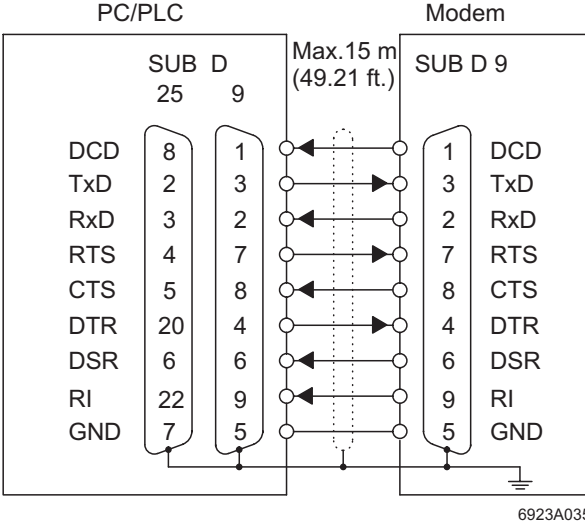 PC/PLC Modem
SUB D Max.15 m SUB D 9
25 9 (49.21 ft.)
DCD 8 1 1 DCD
TxD 2 3 3 TxD
RxD 3 2 2 RxD
RTS 4 7 7 RTS
CTS 5 8 8 CTS
DTR 20 4 4 DTR
DSR 6 6 6 DSR
RI 22 9 9 RI
GND 7 5 5 GND
6923A035